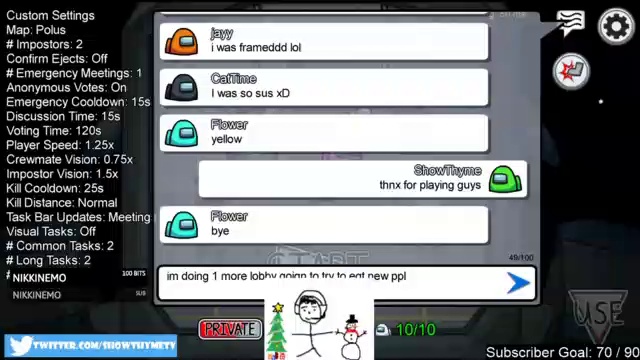 Custom Settings
Map: Polus
# Impostors: 2
Confirm Ejects: Off
# Emergency Meetings: 1
Anonymous Votes: On
Emergency Cooldown: 15s
Discussion Time: 15s
Voting Time: 120s
Player Speed: 1.25x
Crewmate Vision: 0.75x
Impostor Vision: 1.5x
Kill Cooldown: 25s
Kill Distance: Normal
Task Bar Updates: Meeting
Visual Tasks: Off
# Common Tasks: 2
# Long Tasks: 2
NIKKINEMO 100 BITS
NIKKINEMO SUB
jayy
i was frameddd lol
CatTime
I was so sus xD
Flower
yellow
ShowThyme
thnx for playing guys
Flower
bye
START
49/100
im doing 1 more lobby goign to try to egt new ppl
PRIVATE
10/10
USE
TWITTER.COM/SHOWTHYMETV
Subscriber Goal: 70 / 90